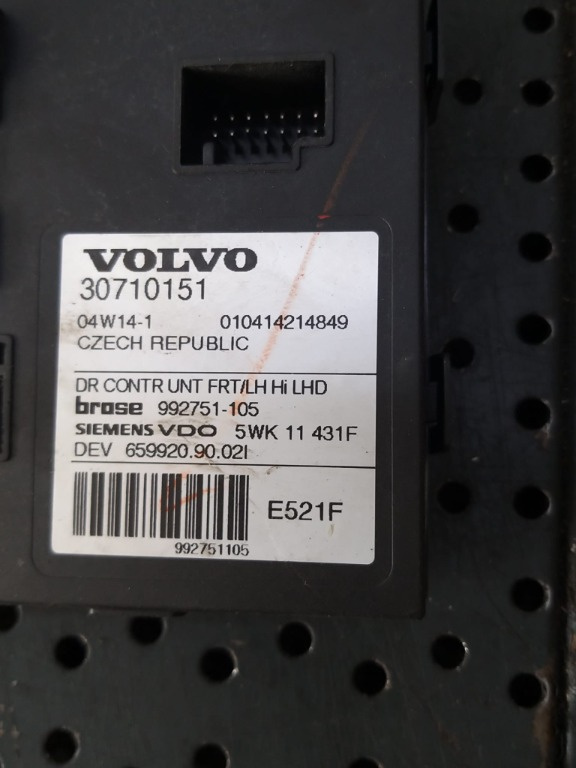 VOLVO
30710151
04W14-1 010414214849
CZECH REPUBLIC
DR CONTR UNT FRT/LH Hi LHD
brose 992751-105
SIEMENS VDO 5WK 11 431F
DEV 659920.90.02I
E521F
992751105